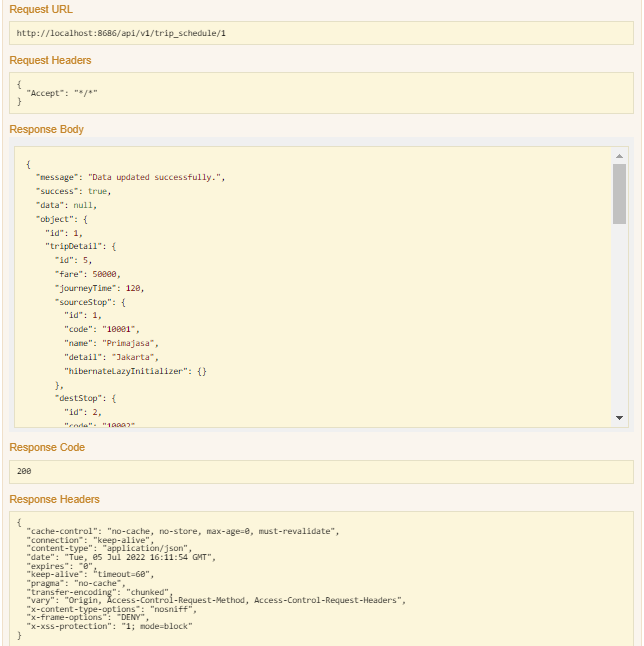 Request URL
http://localhost:8686/api/v1/trip_schedule/1
Request Headers
{
"Accept": "*/*"
}
Response Body
{
"message": "Data updated successfully.",
"success": true,
"data": null,
"object": {
"id": 1,
"tripDetail": {
"id": 5,
"fare": 50000,
"journeyTime": 120,
"sourceStop": {
"id": 1,
"code": "10001",
"name": "Primajasa",
"detail": "Jakarta",
"hibernateLazyInitializer": {}
},
"destStop": {
"id": 2,
"code": "10002"
Response Code
200
Response Headers
{
"cache-control": "no-cache, no-store, max-age=0, must-revalidate",
"connection": "keep-alive",
"content-type": "application/json",
"date": "Tue, 05 Jul 2022 16:11:54 GMT",
"expires": "0",
"keep-alive": "timeout=60",
"pragma": "no-cache",
"transfer-encoding": "chunked",
"vary": "Origin, Access-Control-Request-Method, Access-Control-Request-Headers",
"x-content-type-options": "nosniff",
"x-frame-options": "DENY",
"x-xss-protection": "1; mode=block"
}